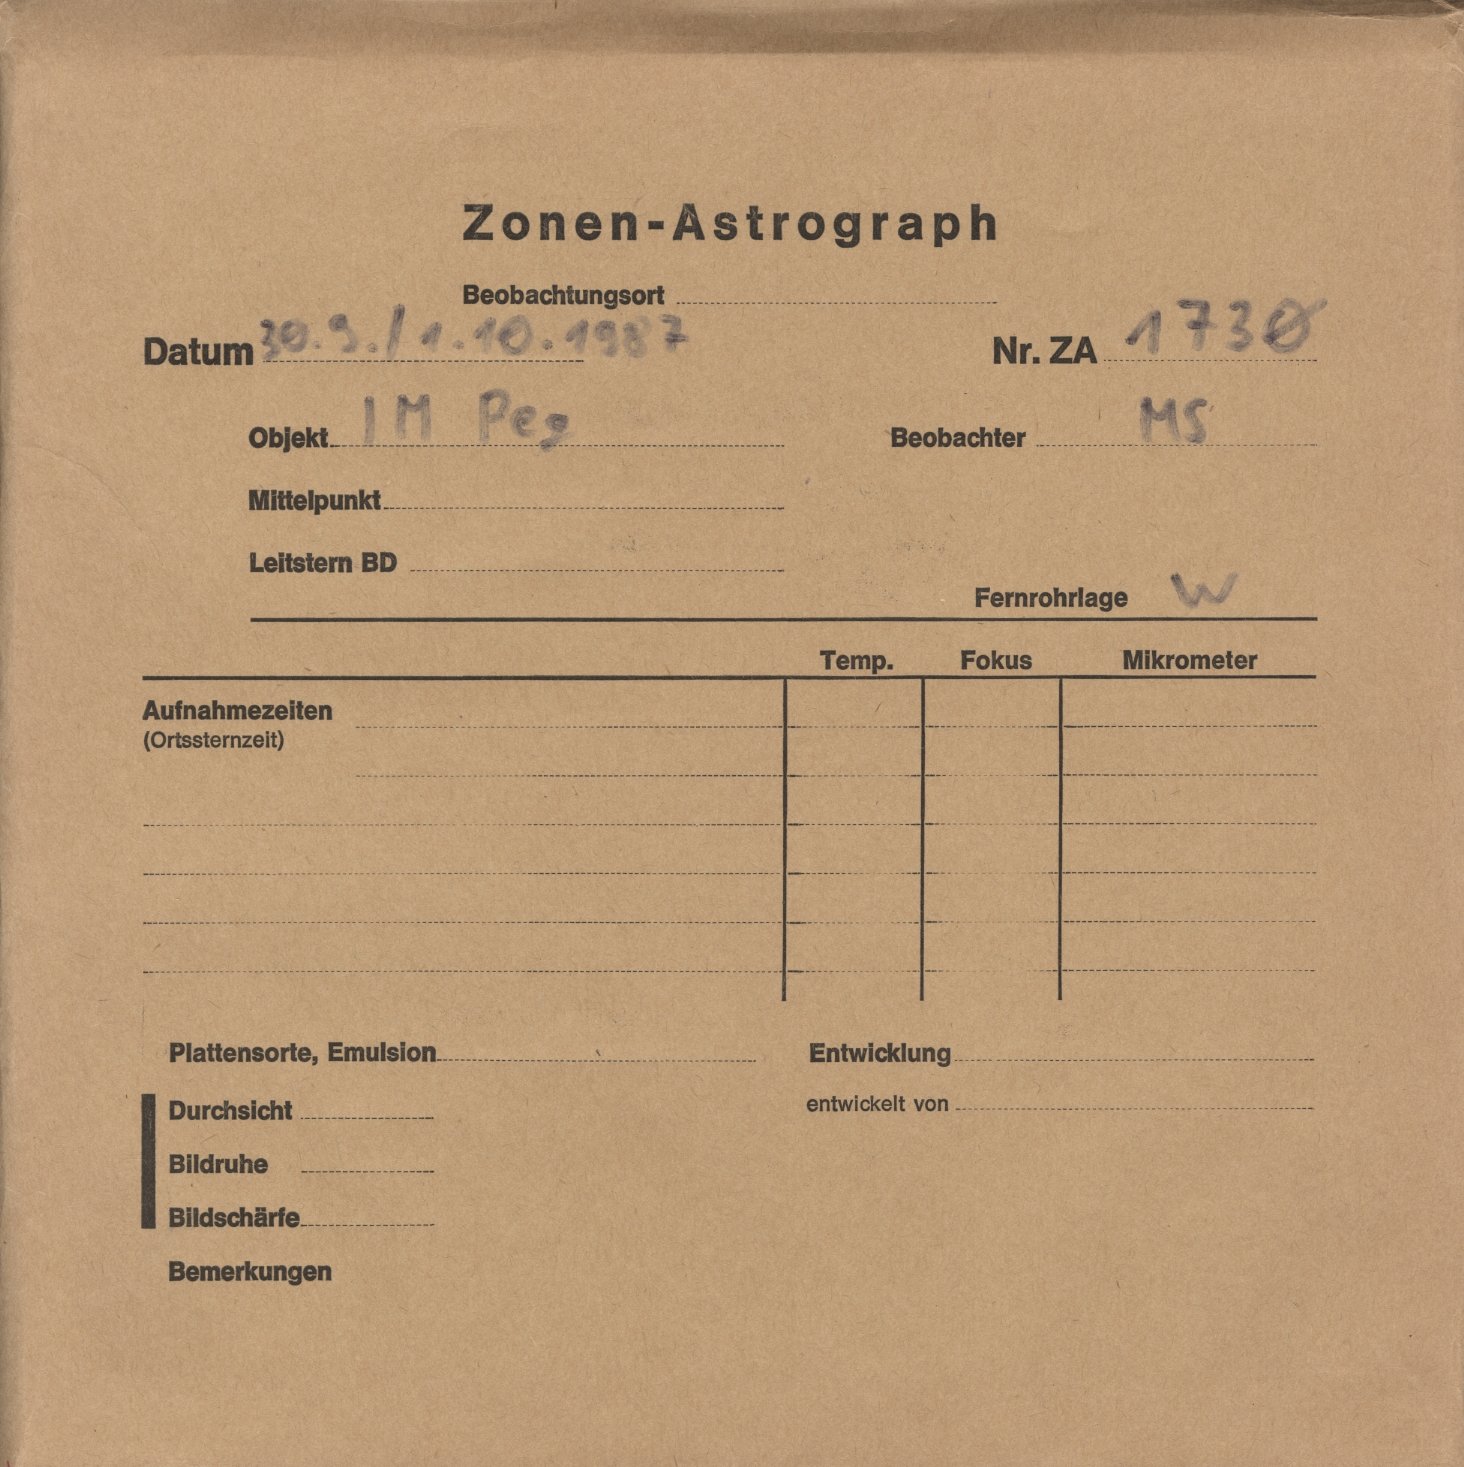 Zonen-Astrograph
Beobachtungsort
Datum 30.9./1.10.1987 Nr. ZA 1730
Objekt IM Peg Beobachter MS
Mittelpunkt
Leitstern BD
Fernrohrlage W
Temp. Fokus Mikrometer
Aufnahmezeiten
(Ortssternzeit)
Plattensorte, Emulsion Entwicklung
Durchsicht entwickelt von
Bildruhe
Bildschärfe
Bemerkungen